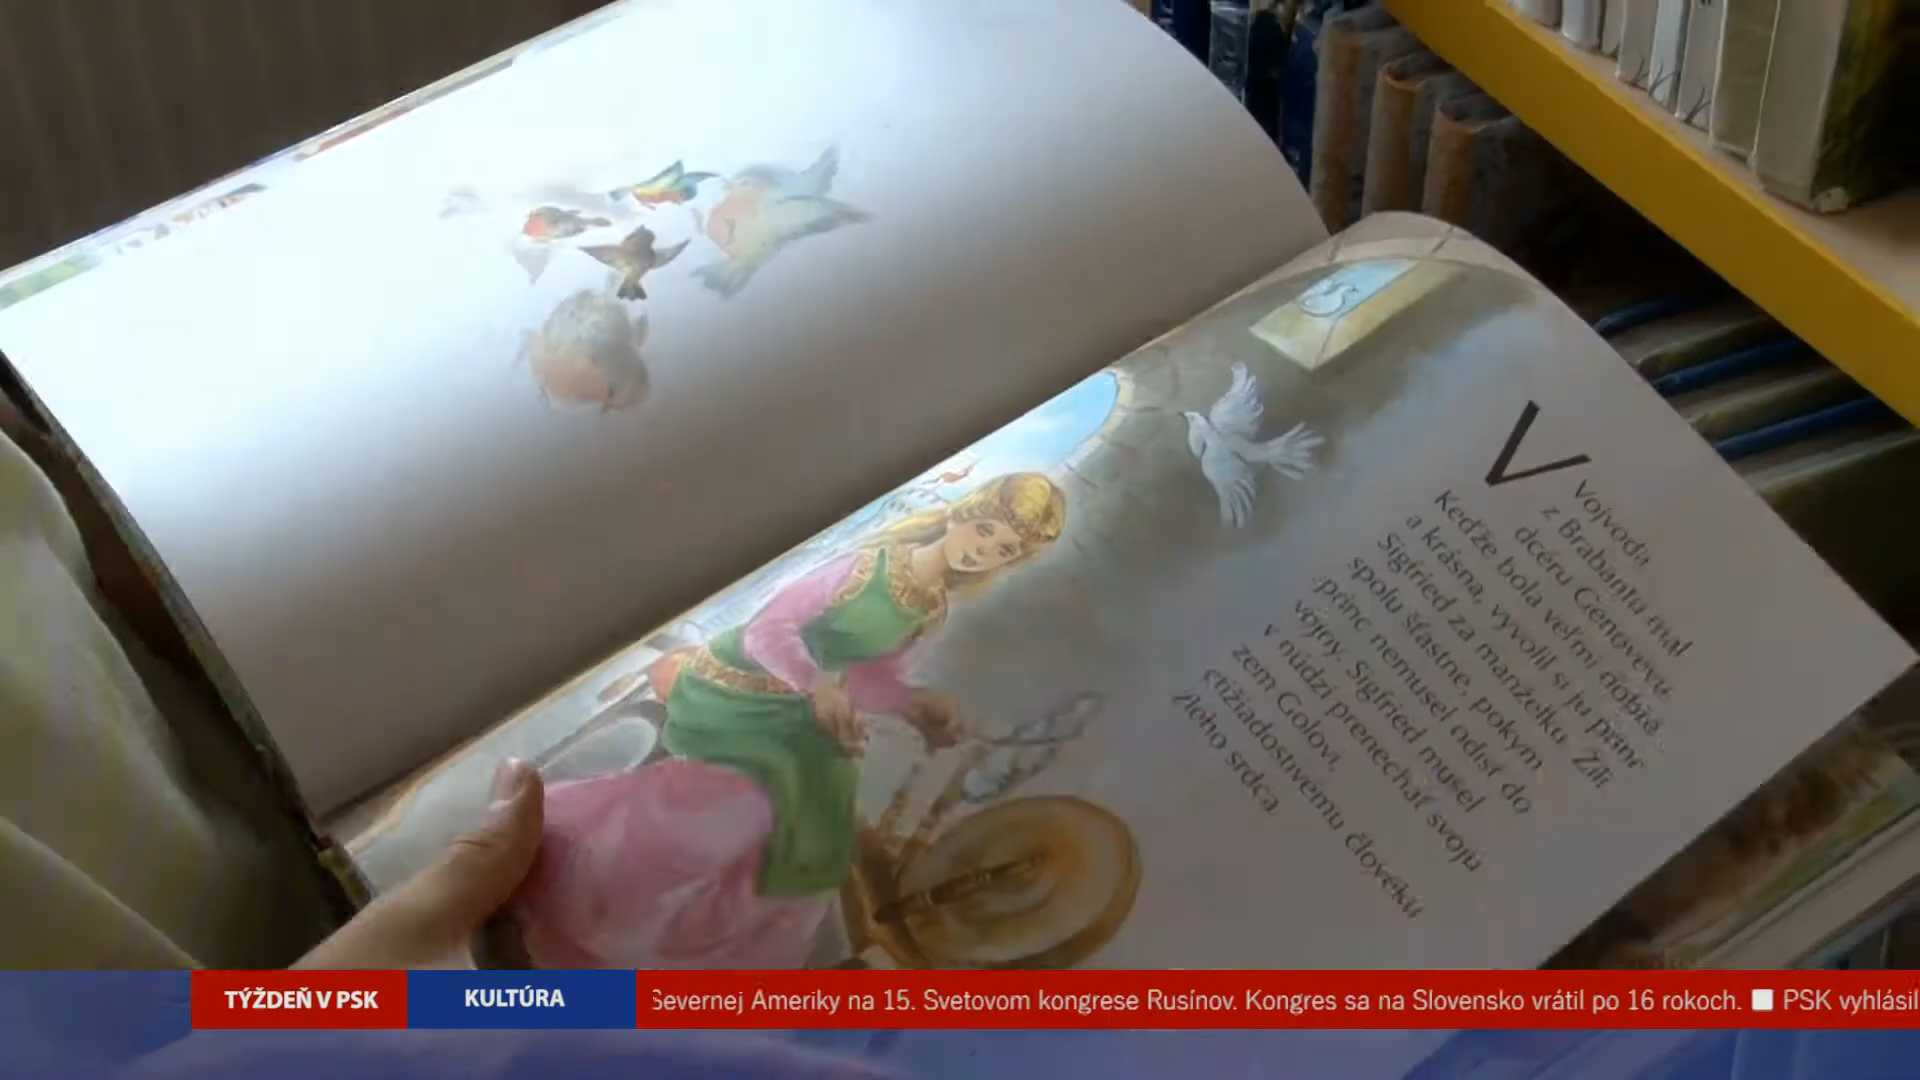 V
Vojvoda
z Brabantu mal
dcéru Genovevu.
Keďže bola veľmi dobrá
a krásna, vyvolil si ju princ
Sigfried za manželku. Žili
spolu šťastne, pokým
princ nemusel odísť do
vojny. Sigfried musel
v núdzi prenechať svoju
zem Golovi,
ctižiadostivému človeku
zlého srdca.
TÝŽDEŇ V PSK
KULTÚRA
Severnej Ameriky na 15. Svetovom kongrese Rusínov. Kongres sa na Slovensko vrátil po 16 rokoch. PSK vyhlásil